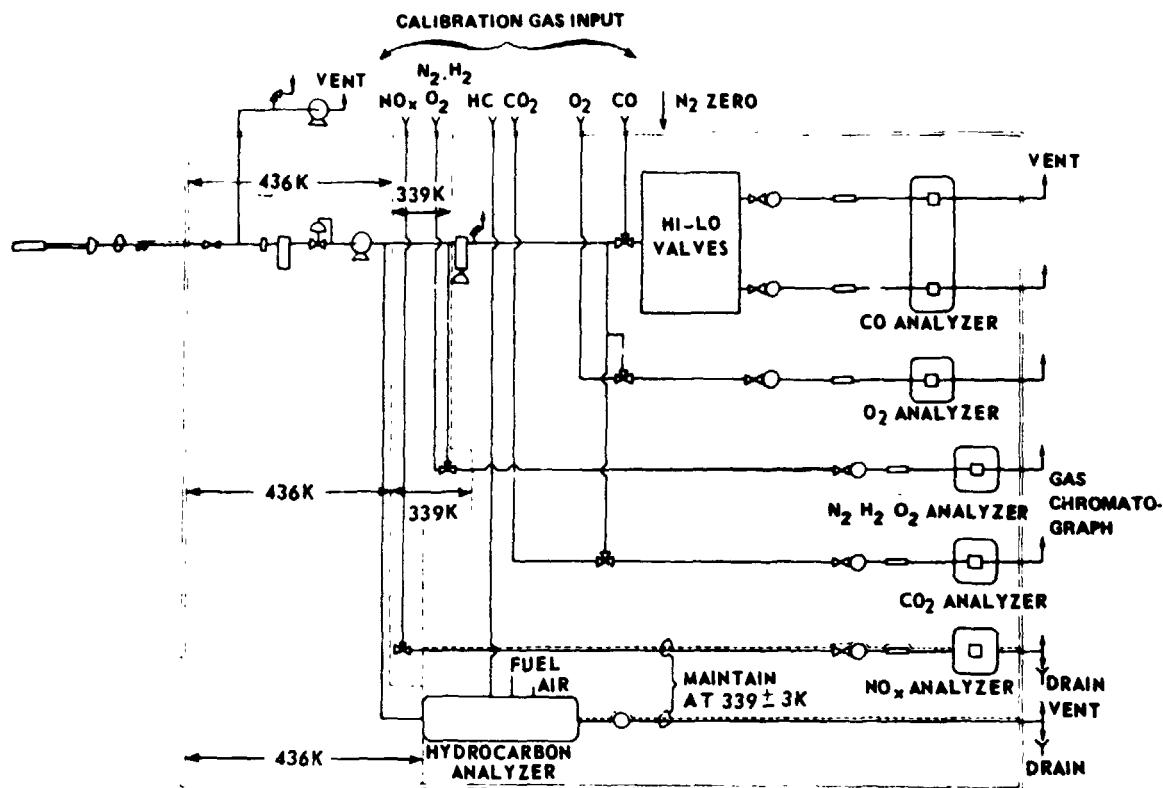 CALIBRATION GAS INPUT
VENT
N₂.H₂
NOₓ O₂ HC CO₂ O₂ CO N₂ ZERO
VENT
436K
339K
HI-LO
VALVES
CO ANALYZER
O₂ ANALYZER
436K
339K
N₂ H₂ O₂ ANALYZER
GAS
CHROMATO-
GRAPH
CO₂ ANALYZER
FUEL
AIR
MAINTAIN
AT 339 ± 3K
NOₓ ANALYZER
DRAIN
VENT
HYDROCARBON
ANALYZER
436K
DRAIN